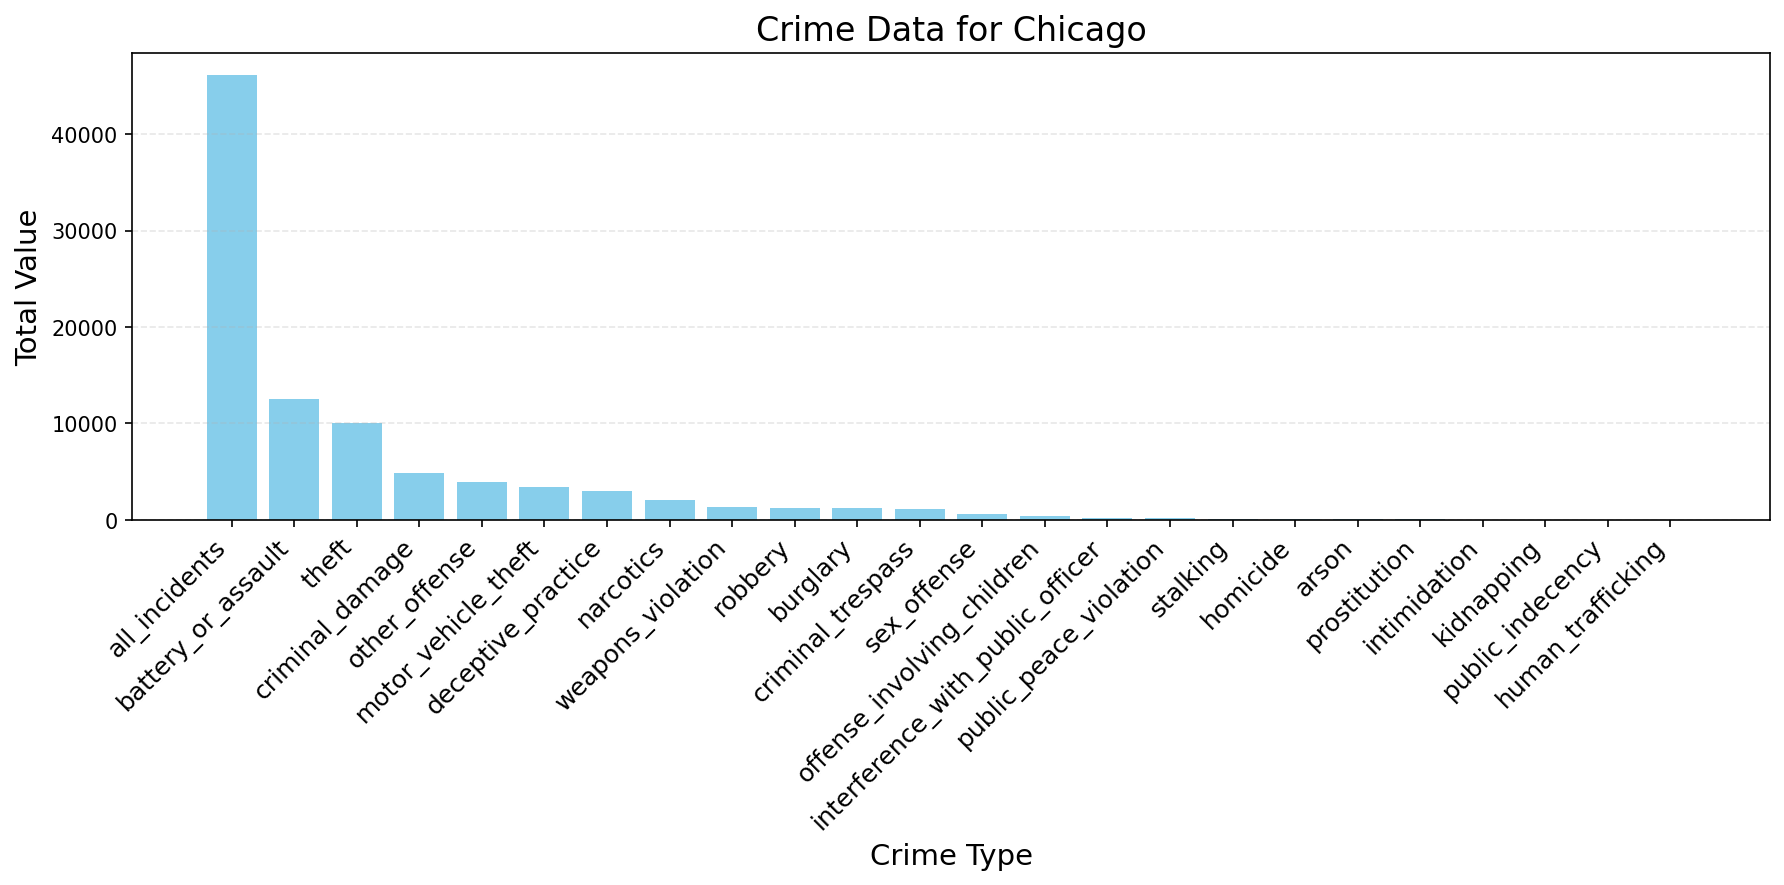 Crime Data for Chicago
Total Value
40000
30000
20000
10000
0
all_incidents
battery_or_assault
theft
criminal_damage
other_offense
motor_vehicle_theft
deceptive_practice
narcotics
weapons_violation
robbery
burglary
criminal_trespass
sex_offense
offense_involving_children
interference_with_public_officer
public_peace_violation
stalking
homicide
arson
prostitution
intimidation
kidnapping
public_indecency
human_trafficking
Crime Type